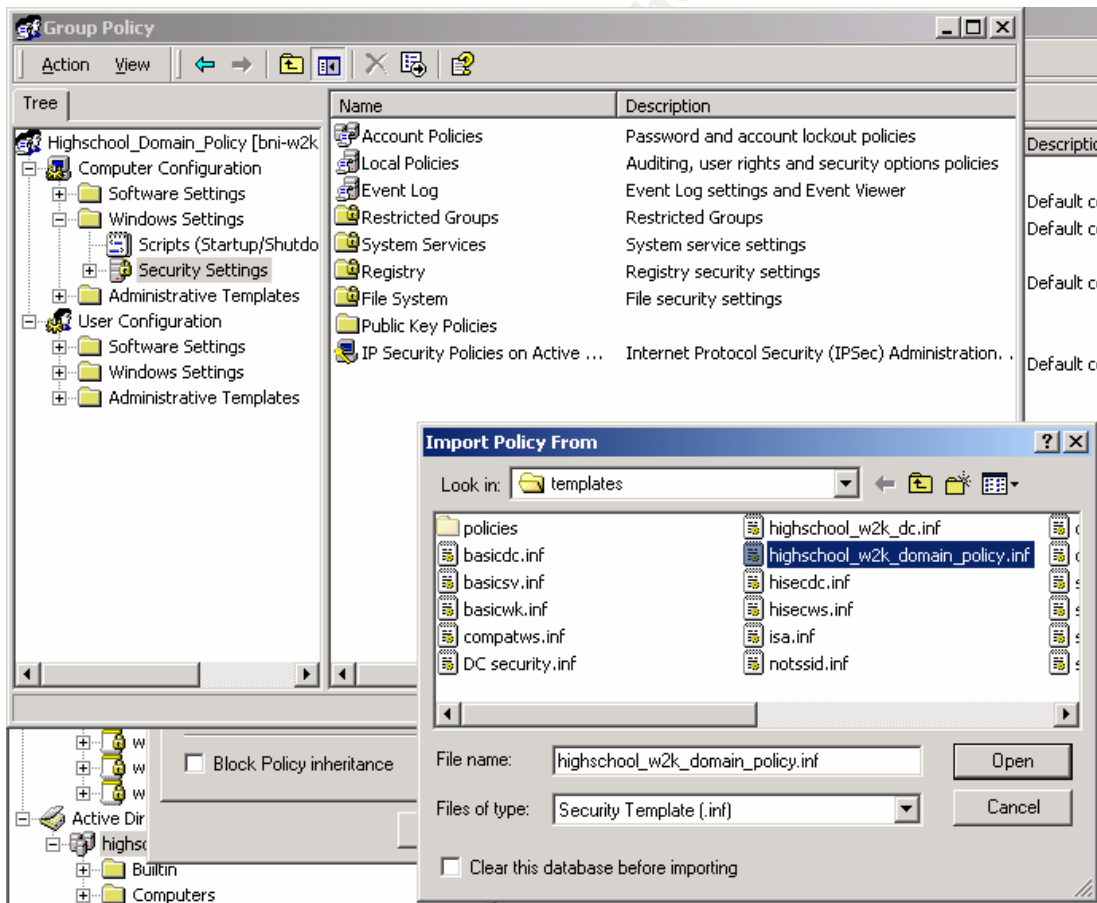 Group Policy
Action View
Tree
Name Description
Highschool_Domain_Policy [bni-w2k
Computer Configuration
Software Settings
Windows Settings
Scripts (Startup/Shutdo
Security Settings
Administrative Templates
User Configuration
Software Settings
Windows Settings
Administrative Templates
Account Policies Password and account lockout policies
Local Policies Auditing, user rights and security options policies
Event Log Event Log settings and Event Viewer
Restricted Groups Restricted Groups
System Services System service settings
Registry Registry security settings
File System File security settings
Public Key Policies
IP Security Policies on Active ... Internet Protocol Security (IPSec) Administration. .
Descriptio
Default c
Default c
Default c
Default c
Import Policy From
Look in: templates
policies
basicdc.inf
basicsv.inf
basicwk.inf
compatws.inf
DC security.inf
highschool_w2k_dc.inf
highschool_w2k_domain_policy.inf
hisecdc.inf
hisecws.inf
isa.inf
notssid.inf
File name: highschool_w2k_domain_policy.inf Open
Files of type: Security Template (.inf) Cancel
Clear this database before importing
w
w
w
Block Policy inheritance
Active Dir
highsc
Builtin
Computers